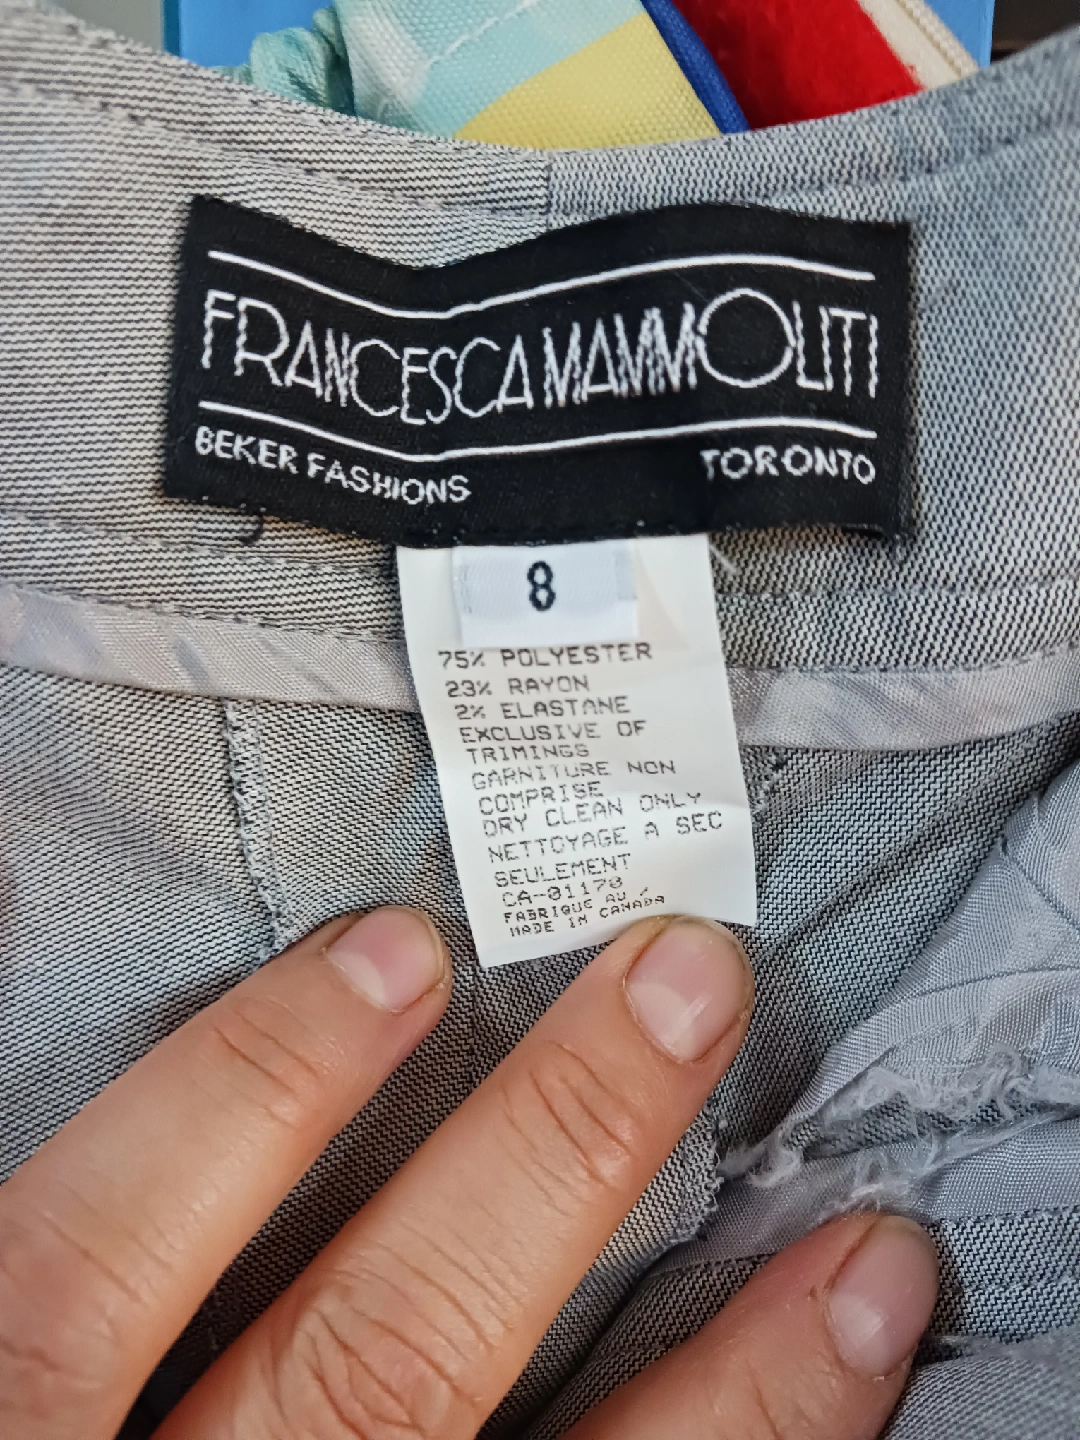 FRANCESCA MAMMOLITI
BEKER FASHIONS TORONTO
8
75% POLYESTER
23% RAYON
2% ELASTANE
EXCLUSIVE OF
TRIMINGS
GARNITURE NON
COMPRISE
DRY CLEAN ONLY
NETTOYAGE A SEC
SEULEMENT
CA-01170
FABRIQUE AU
MADE IN CANADA